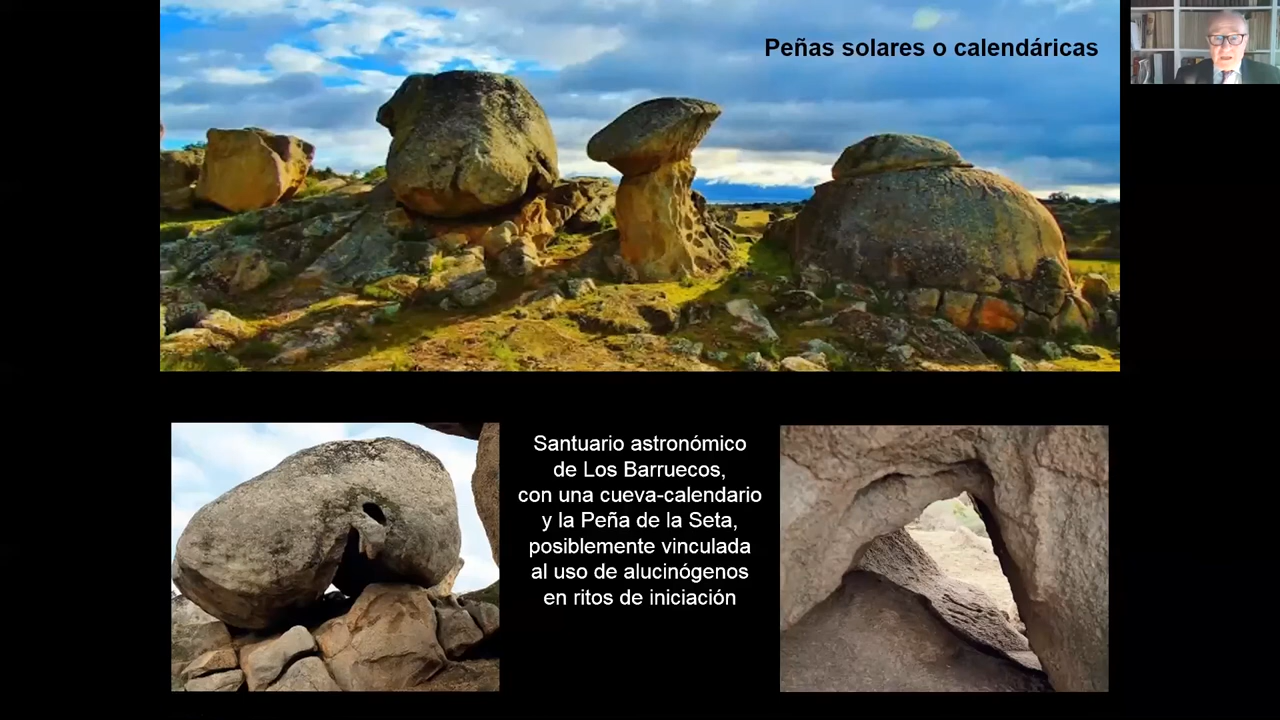 Peñas solares o calendáricas
Santuario astronómico
de Los Barruecos,
con una cueva-calendario
y la Peña de la Seta,
posiblemente vinculada
al uso de alucinógenos
en ritos de iniciación